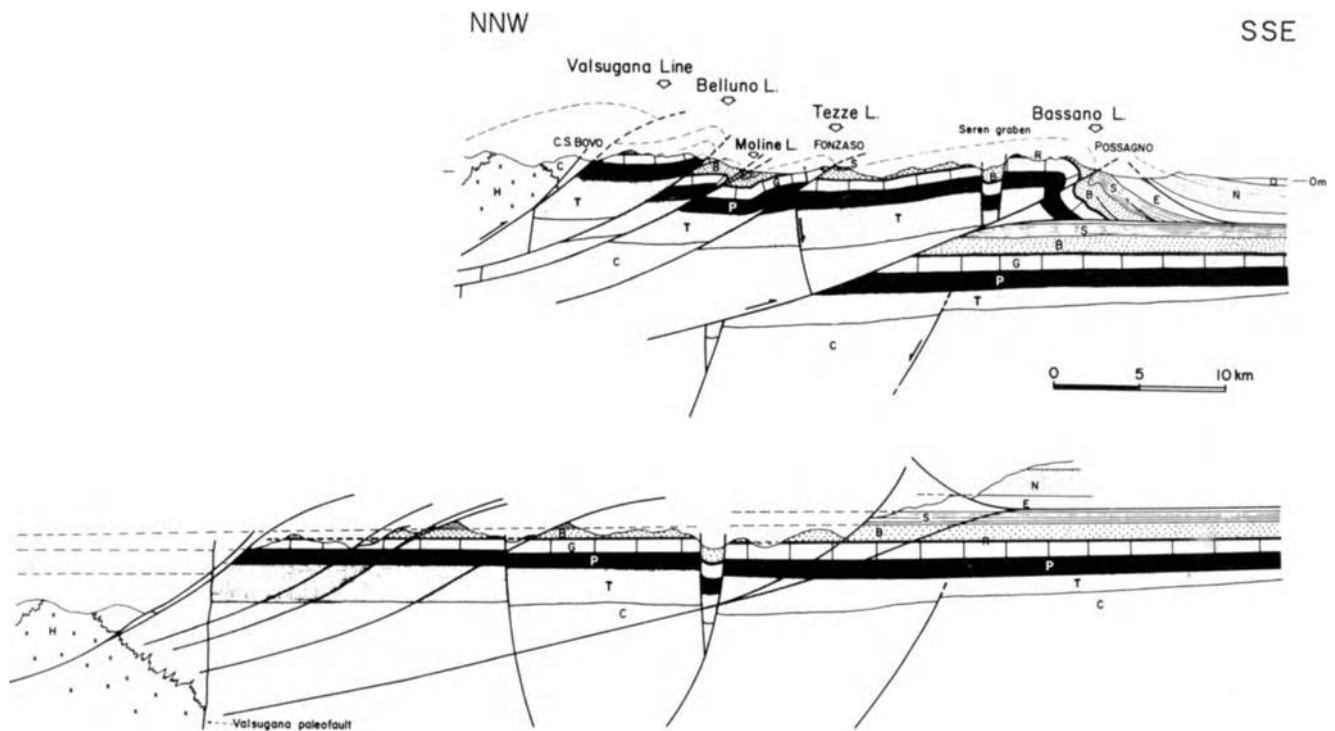 NNW
SSE
Valsugana Line
Belluno L.
Tezze L.
Bassano L.
C.S. BOVO
Moline L.
FONZASO
Seren graben
POSSAGNO
S
R
C
B
B
B
S
E
N
Q
0m
H
G
T
P
T
T
S
B
C
G
P
T
C
0 5 10 km
N
E
S
B
B
R
G
P
P
T
T
C
C
H
Valsugana paleofault